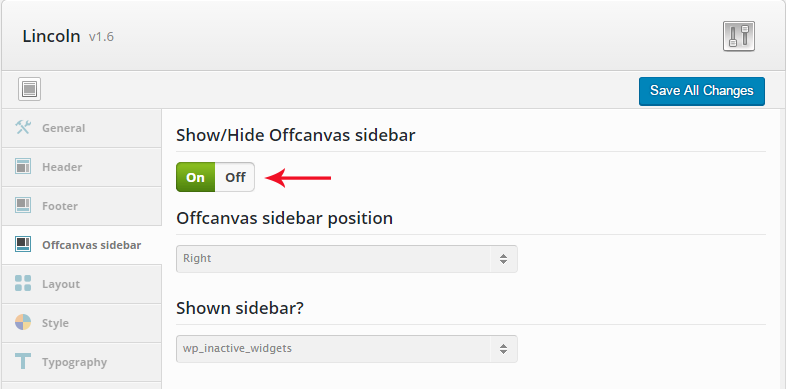 Lincoln v1.6
Save All Changes
General
Header
Footer
Offcanvas sidebar
Layout
Style
Typography
Show/Hide Offcanvas sidebar
On Off
Offcanvas sidebar position
Right
Shown sidebar?
wp_inactive_widgets